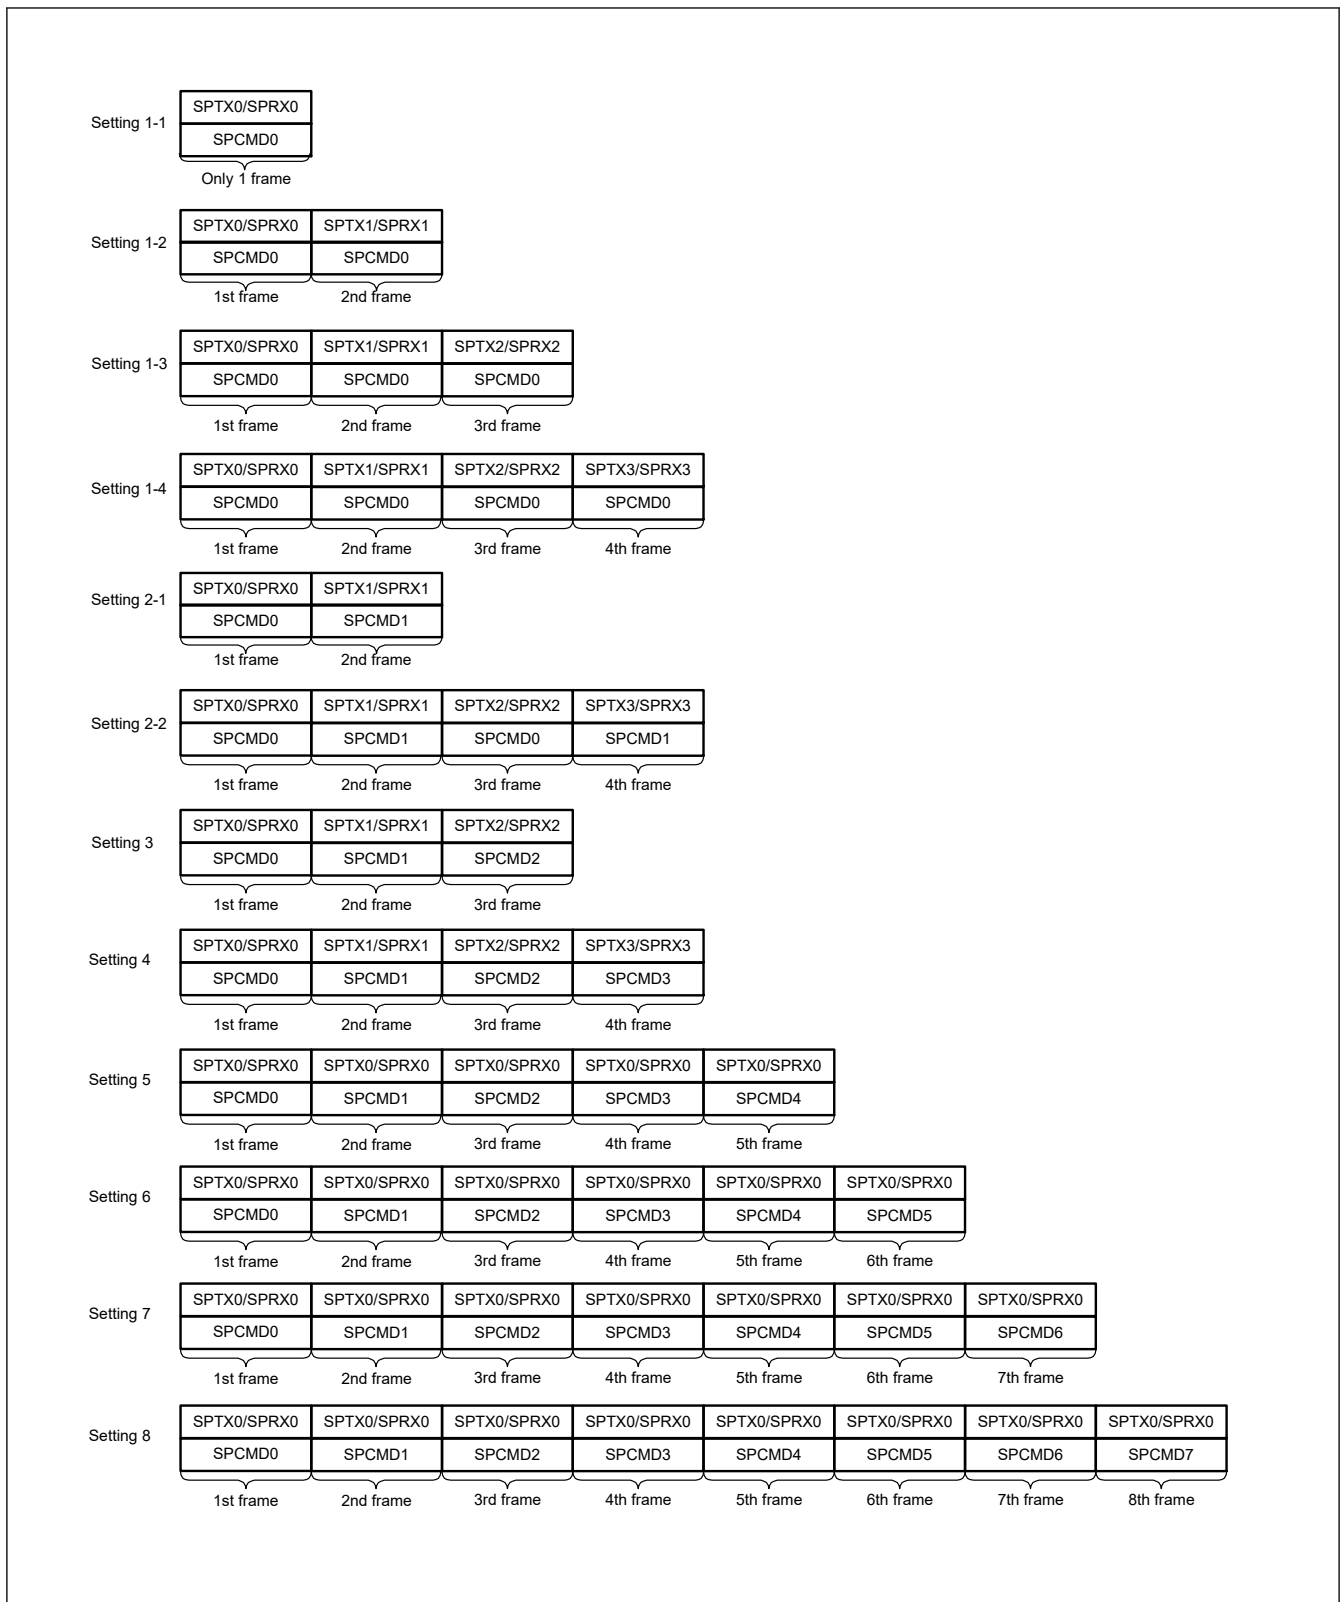 SPTX0/SPRX0
Setting 1-1
SPCMD0
Only 1 frame
SPTX0/SPRX0 SPTX1/SPRX1
Setting 1-2
SPCMD0 SPCMD0
1st frame 2nd frame
SPTX0/SPRX0 SPTX1/SPRX1 SPTX2/SPRX2
Setting 1-3
SPCMD0 SPCMD0 SPCMD0
1st frame 2nd frame 3rd frame
SPTX0/SPRX0 SPTX1/SPRX1 SPTX2/SPRX2 SPTX3/SPRX3
Setting 1-4
SPCMD0 SPCMD0 SPCMD0 SPCMD0
1st frame 2nd frame 3rd frame 4th frame
SPTX0/SPRX0 SPTX1/SPRX1
Setting 2-1
SPCMD0 SPCMD1
1st frame 2nd frame
SPTX0/SPRX0 SPTX1/SPRX1 SPTX2/SPRX2 SPTX3/SPRX3
Setting 2-2
SPCMD0 SPCMD1 SPCMD0 SPCMD1
1st frame 2nd frame 3rd frame 4th frame
SPTX0/SPRX0 SPTX1/SPRX1 SPTX2/SPRX2
Setting 3
SPCMD0 SPCMD1 SPCMD2
1st frame 2nd frame 3rd frame
SPTX0/SPRX0 SPTX1/SPRX1 SPTX2/SPRX2 SPTX3/SPRX3
Setting 4
SPCMD0 SPCMD1 SPCMD2 SPCMD3
1st frame 2nd frame 3rd frame 4th frame
SPTX0/SPRX0 SPTX0/SPRX0 SPTX0/SPRX0 SPTX0/SPRX0 SPTX0/SPRX0
Setting 5
SPCMD0 SPCMD1 SPCMD2 SPCMD3 SPCMD4
1st frame 2nd frame 3rd frame 4th frame 5th frame
SPTX0/SPRX0 SPTX0/SPRX0 SPTX0/SPRX0 SPTX0/SPRX0 SPTX0/SPRX0 SPTX0/SPRX0
Setting 6
SPCMD0 SPCMD1 SPCMD2 SPCMD3 SPCMD4 SPCMD5
1st frame 2nd frame 3rd frame 4th frame 5th frame 6th frame
SPTX0/SPRX0 SPTX0/SPRX0 SPTX0/SPRX0 SPTX0/SPRX0 SPTX0/SPRX0 SPTX0/SPRX0 SPTX0/SPRX0
Setting 7
SPCMD0 SPCMD1 SPCMD2 SPCMD3 SPCMD4 SPCMD5 SPCMD6
1st frame 2nd frame 3rd frame 4th frame 5th frame 6th frame 7th frame
SPTX0/SPRX0 SPTX0/SPRX0 SPTX0/SPRX0 SPTX0/SPRX0 SPTX0/SPRX0 SPTX0/SPRX0 SPTX0/SPRX0 SPTX0/SPRX0
Setting 8
SPCMD0 SPCMD1 SPCMD2 SPCMD3 SPCMD4 SPCMD5 SPCMD6 SPCMD7
1st frame 2nd frame 3rd frame 4th frame 5th frame 6th frame 7th frame 8th frame